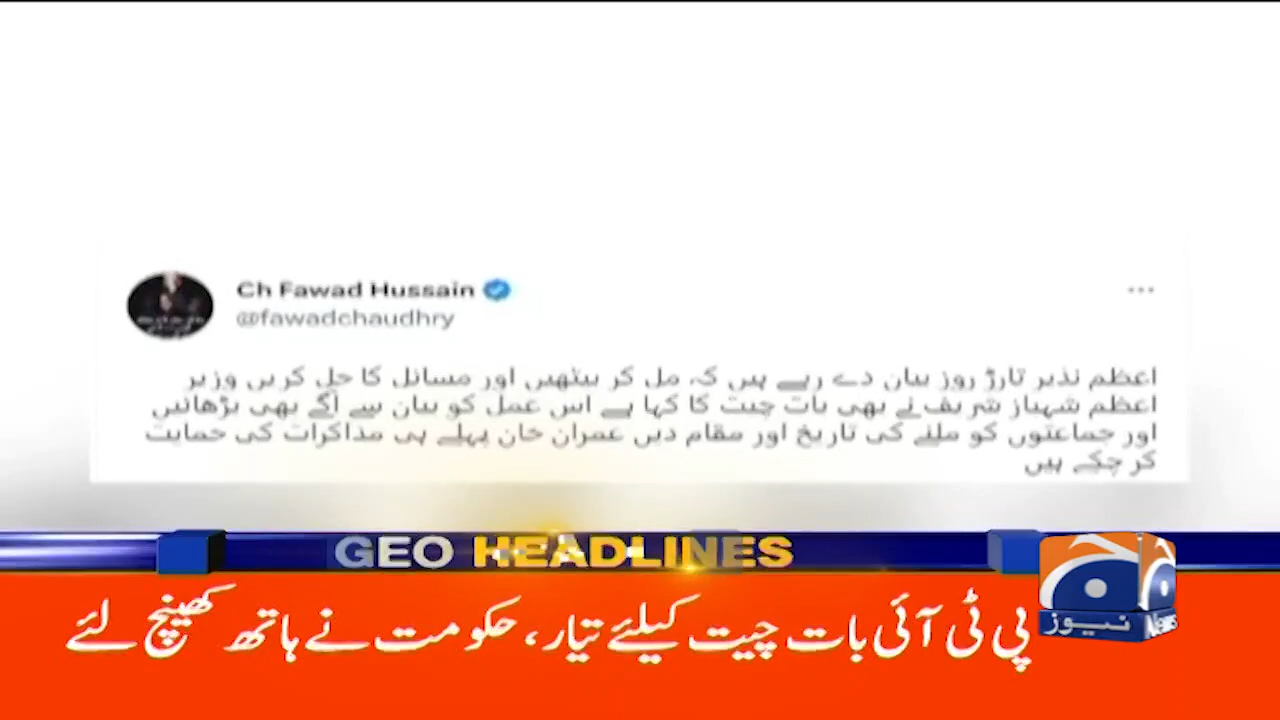 Ch Fawad Hussain
@fawadchaudhry
اعظم نذیر تارڑ روز بیان دے رہے ہیں کہ مل کر بیٹھیں اور مسائل کا حل کریں وزیر
اعظم شہباز شریف نے بھی بات چیت کا کہا ہے اس عمل کو بیان سے آگے بھی بڑھائیں
اور جماعتوں کو ملنے کی تاریخ اور مقام دیں عمران خان پہلے ہی مذاکرات کی حمایت
کر چکے ہیں
GEO HEADLINES
پی ٹی آئی بات چیت کیلئے تیار، حکومت نے ہاتھ کھینچ لئے
نیوز
News